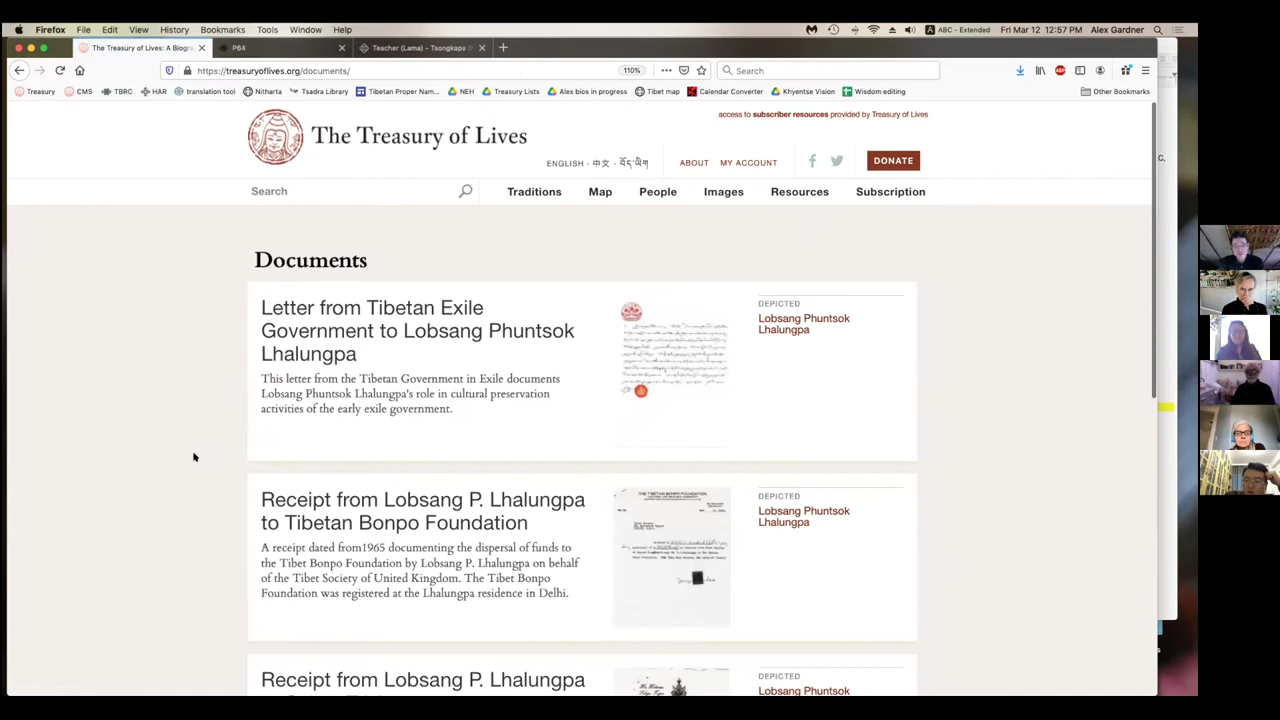 Firefox File Edit View History Bookmarks Tools Window Help
ABC - Extended Fri Mar 12 12:57 PM Alex Gardner
The Treasury of Lives: A Biogra
P64
Teacher (Lama) - Tsongkapa (
https://treasuryoflives.org/documents/
110%
Search
Treasury CMS TBRC HAR translation tool Nitharta Tsadra Library Tibetan Proper Nam... NEH Treasury Lists Alex bios in progress Tibet map Calendar Converter Khyentse Vision Wisdom editing
Other Bookmarks
access to subscriber resources provided by Treasury of Lives
The Treasury of Lives
ENGLISH · 中文 · བོད་ཡིག
ABOUT MY ACCOUNT
DONATE
Search
Traditions Map People Images Resources Subscription
Documents
Letter from Tibetan Exile
Government to Lobsang Phuntsok
Lhalungpa
This letter from the Tibetan Government in Exile documents
Lobsang Phuntsok Lhalungpa's role in cultural preservation
activities of the early exile government.
DEPICTED
Lobsang Phuntsok
Lhalungpa
Receipt from Lobsang P. Lhalungpa
to Tibetan Bonpo Foundation
A receipt dated from1965 documenting the dispersal of funds to
the Tibet Bonpo Foundation by Lobsang P. Lhalungpa on behalf
of the Tibet Society of United Kingdom. The Tibet Bonpo
Foundation was registered at the Lhalungpa residence in Delhi.
THE TIBETAN BONPO FOUNDATION
DEPICTED
Lobsang Phuntsok
Lhalungpa
Receipt from Lobsang P. Lhalungpa
DEPICTED
Lobsang Phuntsok